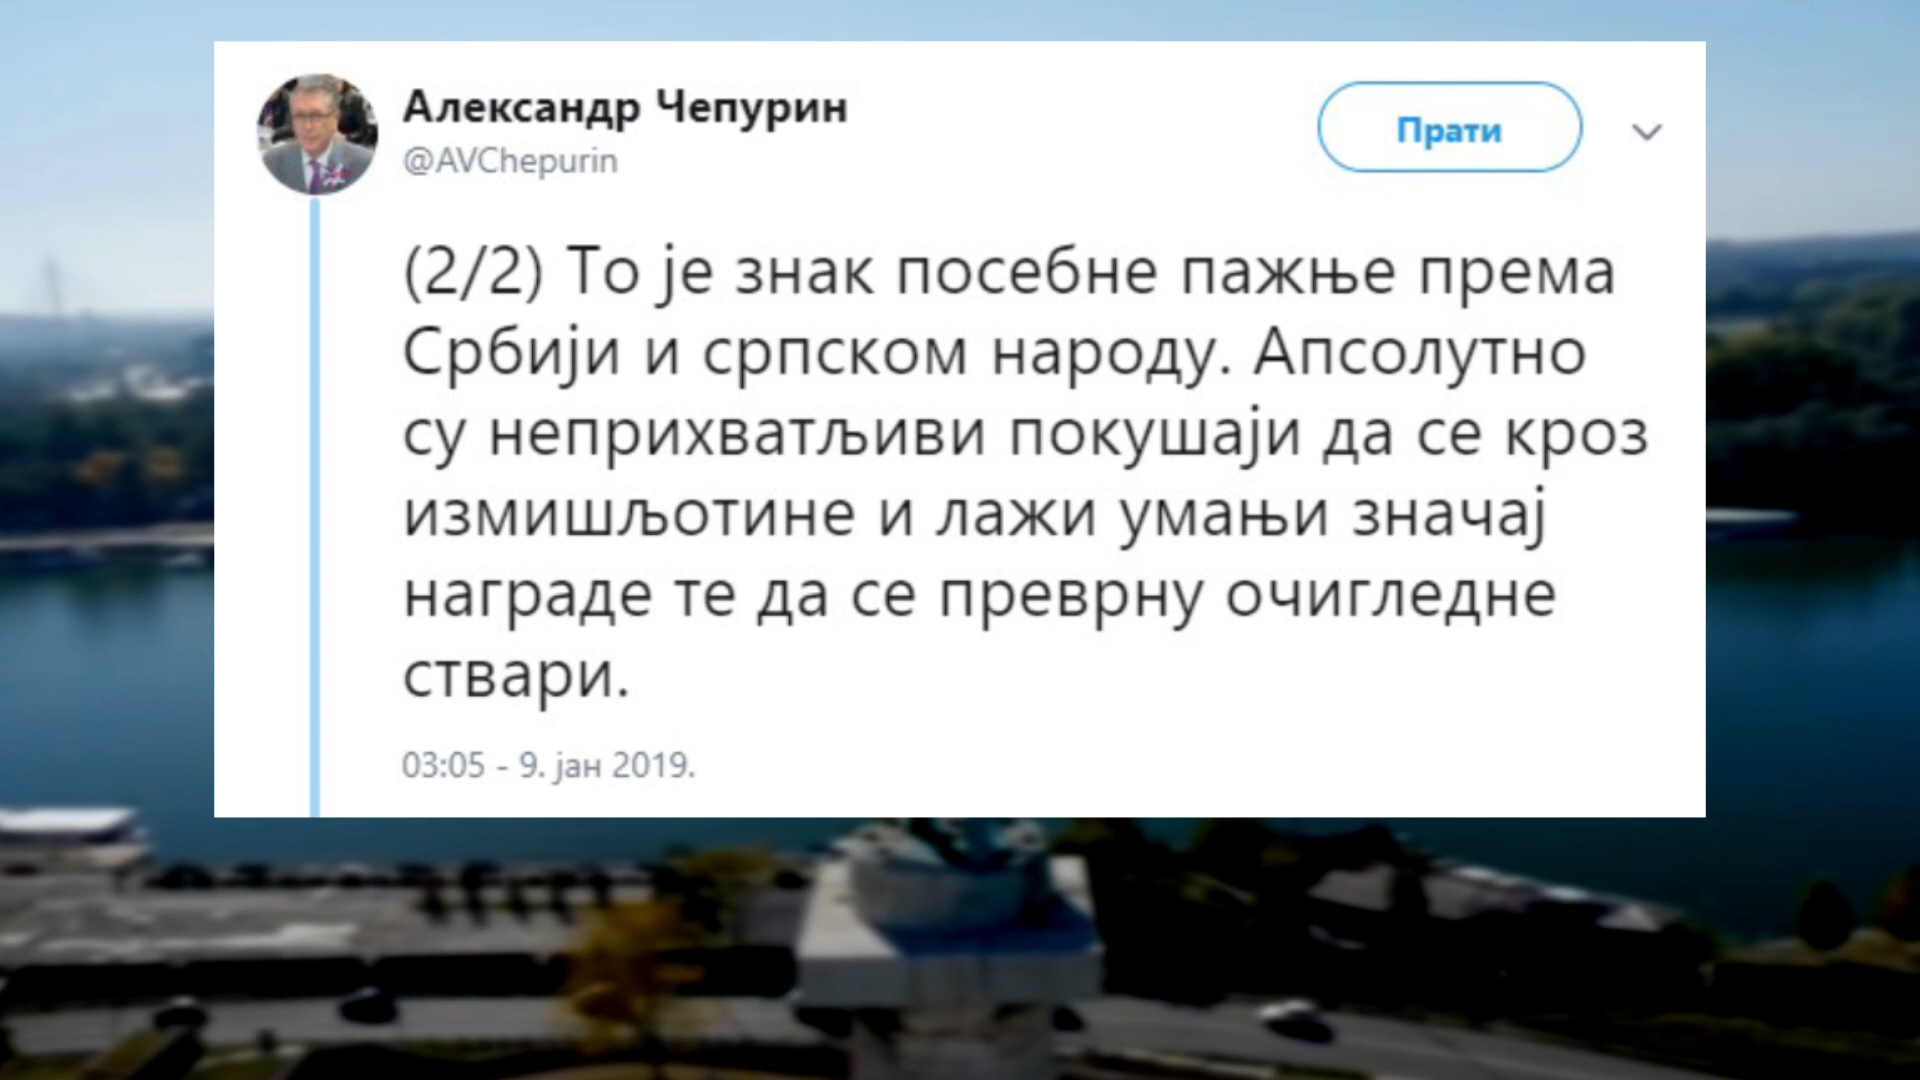 Александр Чепурин
@AVChepurin
Прати
(2/2) То је знак посебне пажње према
Србији и српском народу. Апсолутно
су неприхватљиви покушаји да се кроз
измишљотине и лажи умањи значај
награде те да се преврну очигледне
ствари.
03:05 - 9. јан 2019.